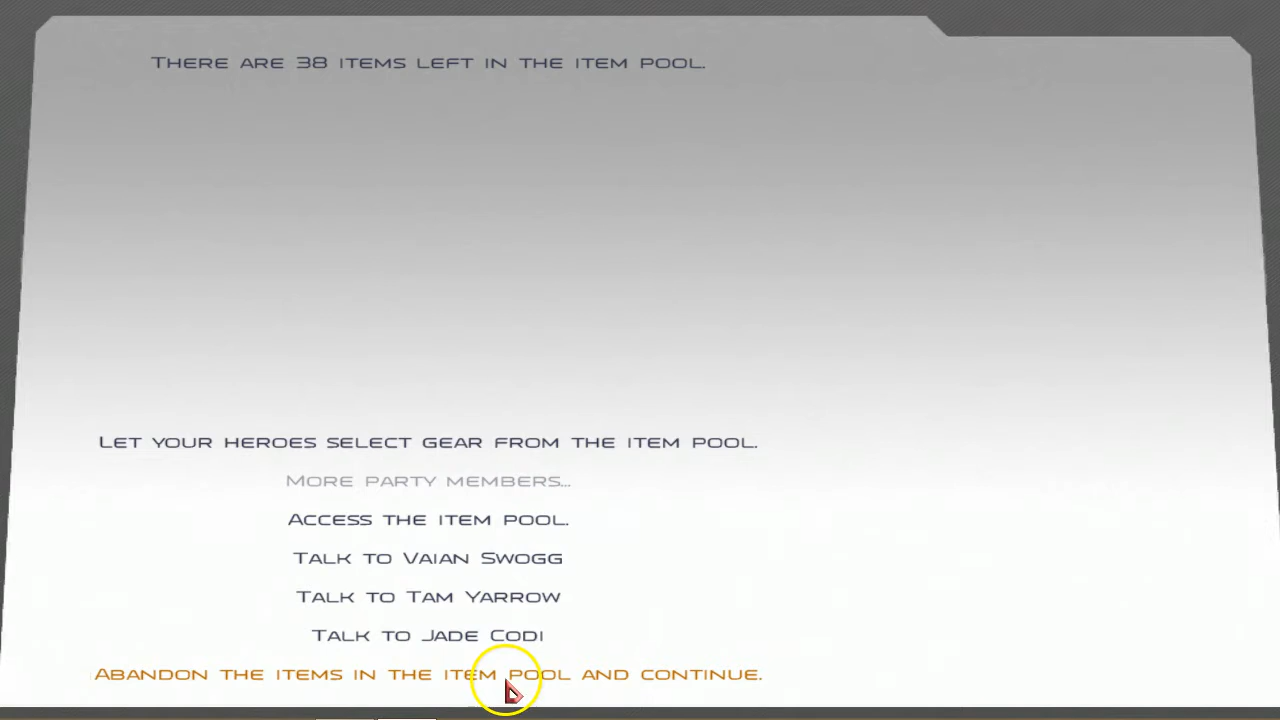 There are 38 items left in the item pool.
Let your heroes select gear from the item pool.
More party members...
Access the item pool.
Talk to Vaian Swogg
Talk to Tam Yarrow
Talk to Jade Codi
Abandon the items in the item pool and continue.